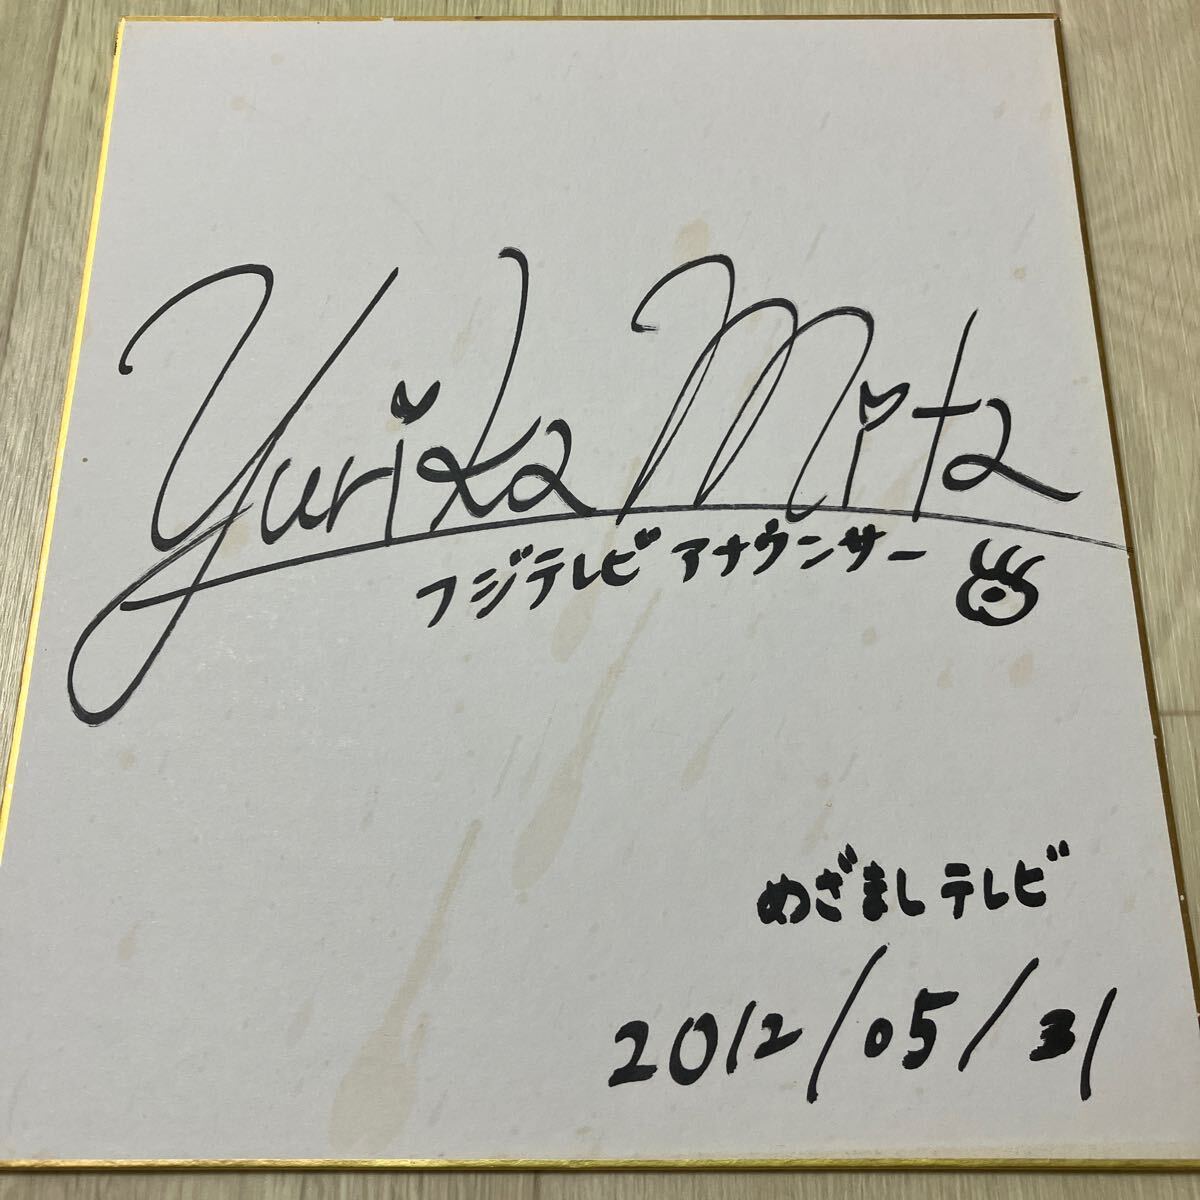 Yurika Mita
フジテレビ アナウンサー
めざましテレビ
2012/05/31